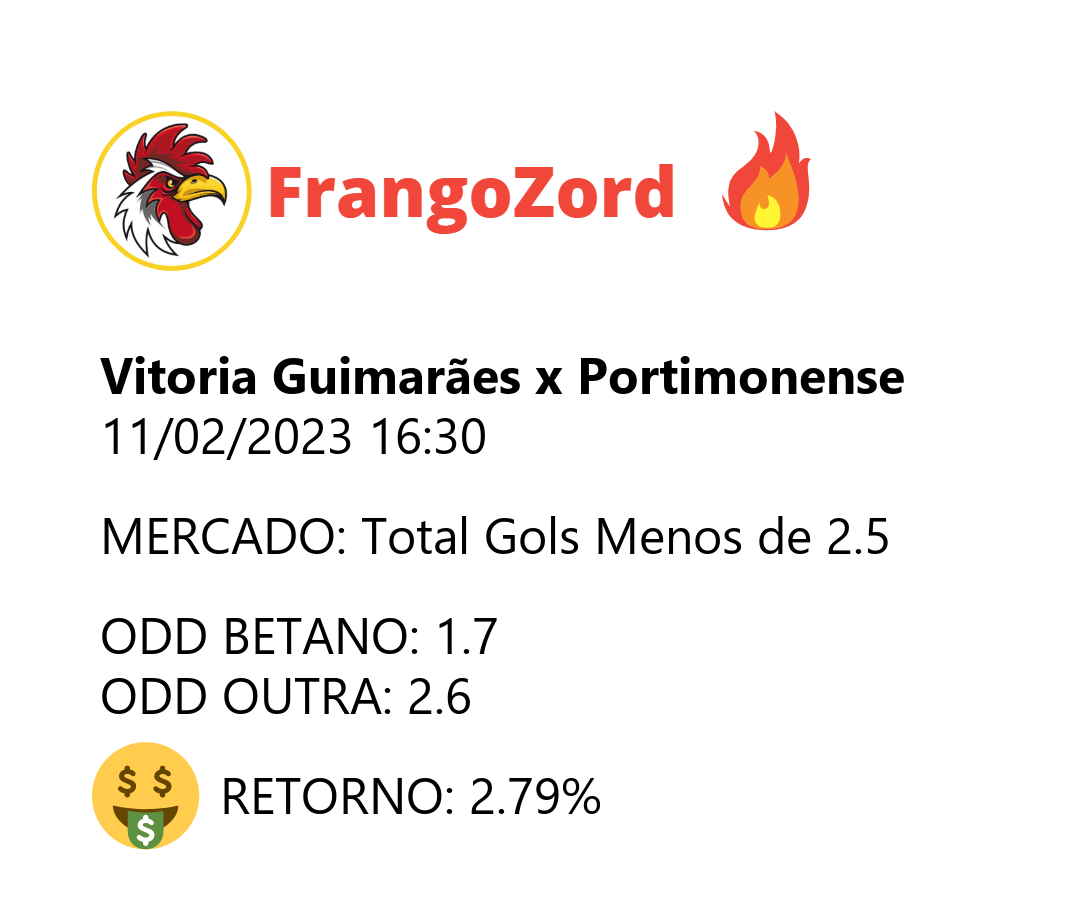 FrangoZord
Vitoria Guimarães x Portimonense
11/02/2023 16:30
MERCADO: Total Gols Menos de 2.5
ODD BETANO: 1.7
ODD OUTRA: 2.6
RETORNO: 2.79%